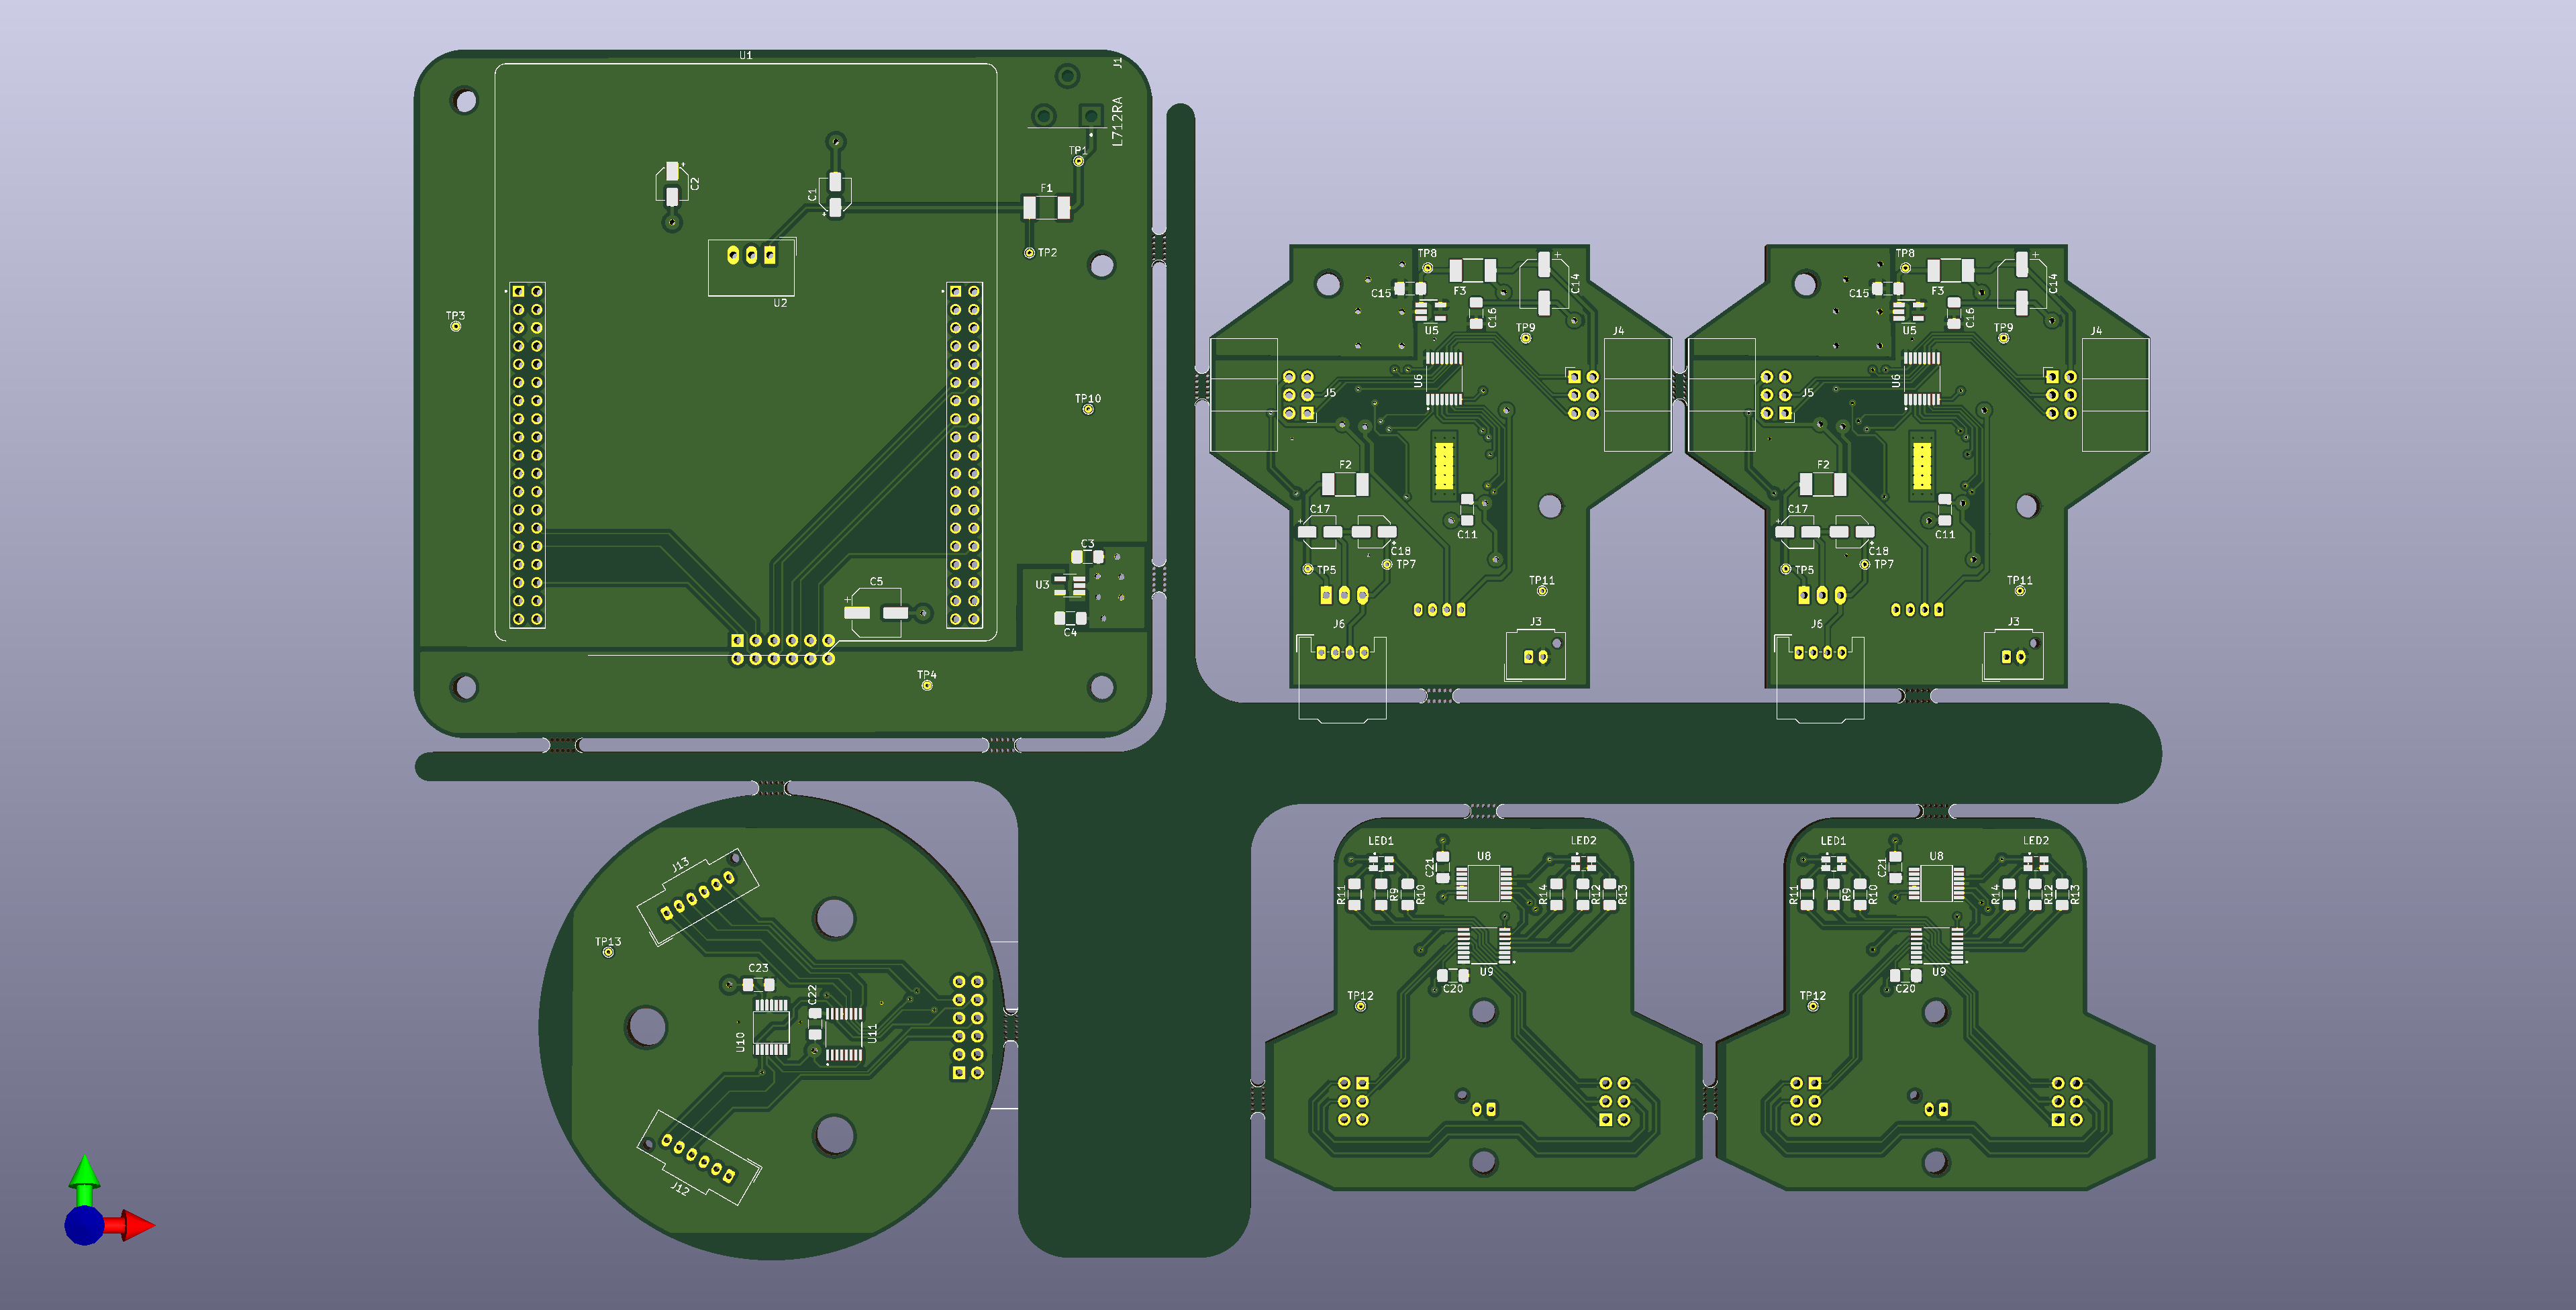 U1
J1
L712RA
TP1
C2
C1
F1
TP2
U2
TP3
TP10
C3
U3
C5
C4
TP4
TP8
C15
F3
C14
U5
C16
TP9
J4
U6
J5
F2
C17
C11
C18
TP5
TP7
TP11
J6
J3
TP8
C15
F3
C14
U5
C16
TP9
J4
U6
J5
F2
C17
C11
C18
TP5
TP7
TP11
J6
J3
J13
TP13
C23
C22
U10
U11
J12
LED1
LED2
U8
C21
R11
R9
R10
R14
R12
R13
U9
C20
TP12
LED1
LED2
U8
C21
R11
R9
R10
R14
R12
R13
U9
C20
TP12